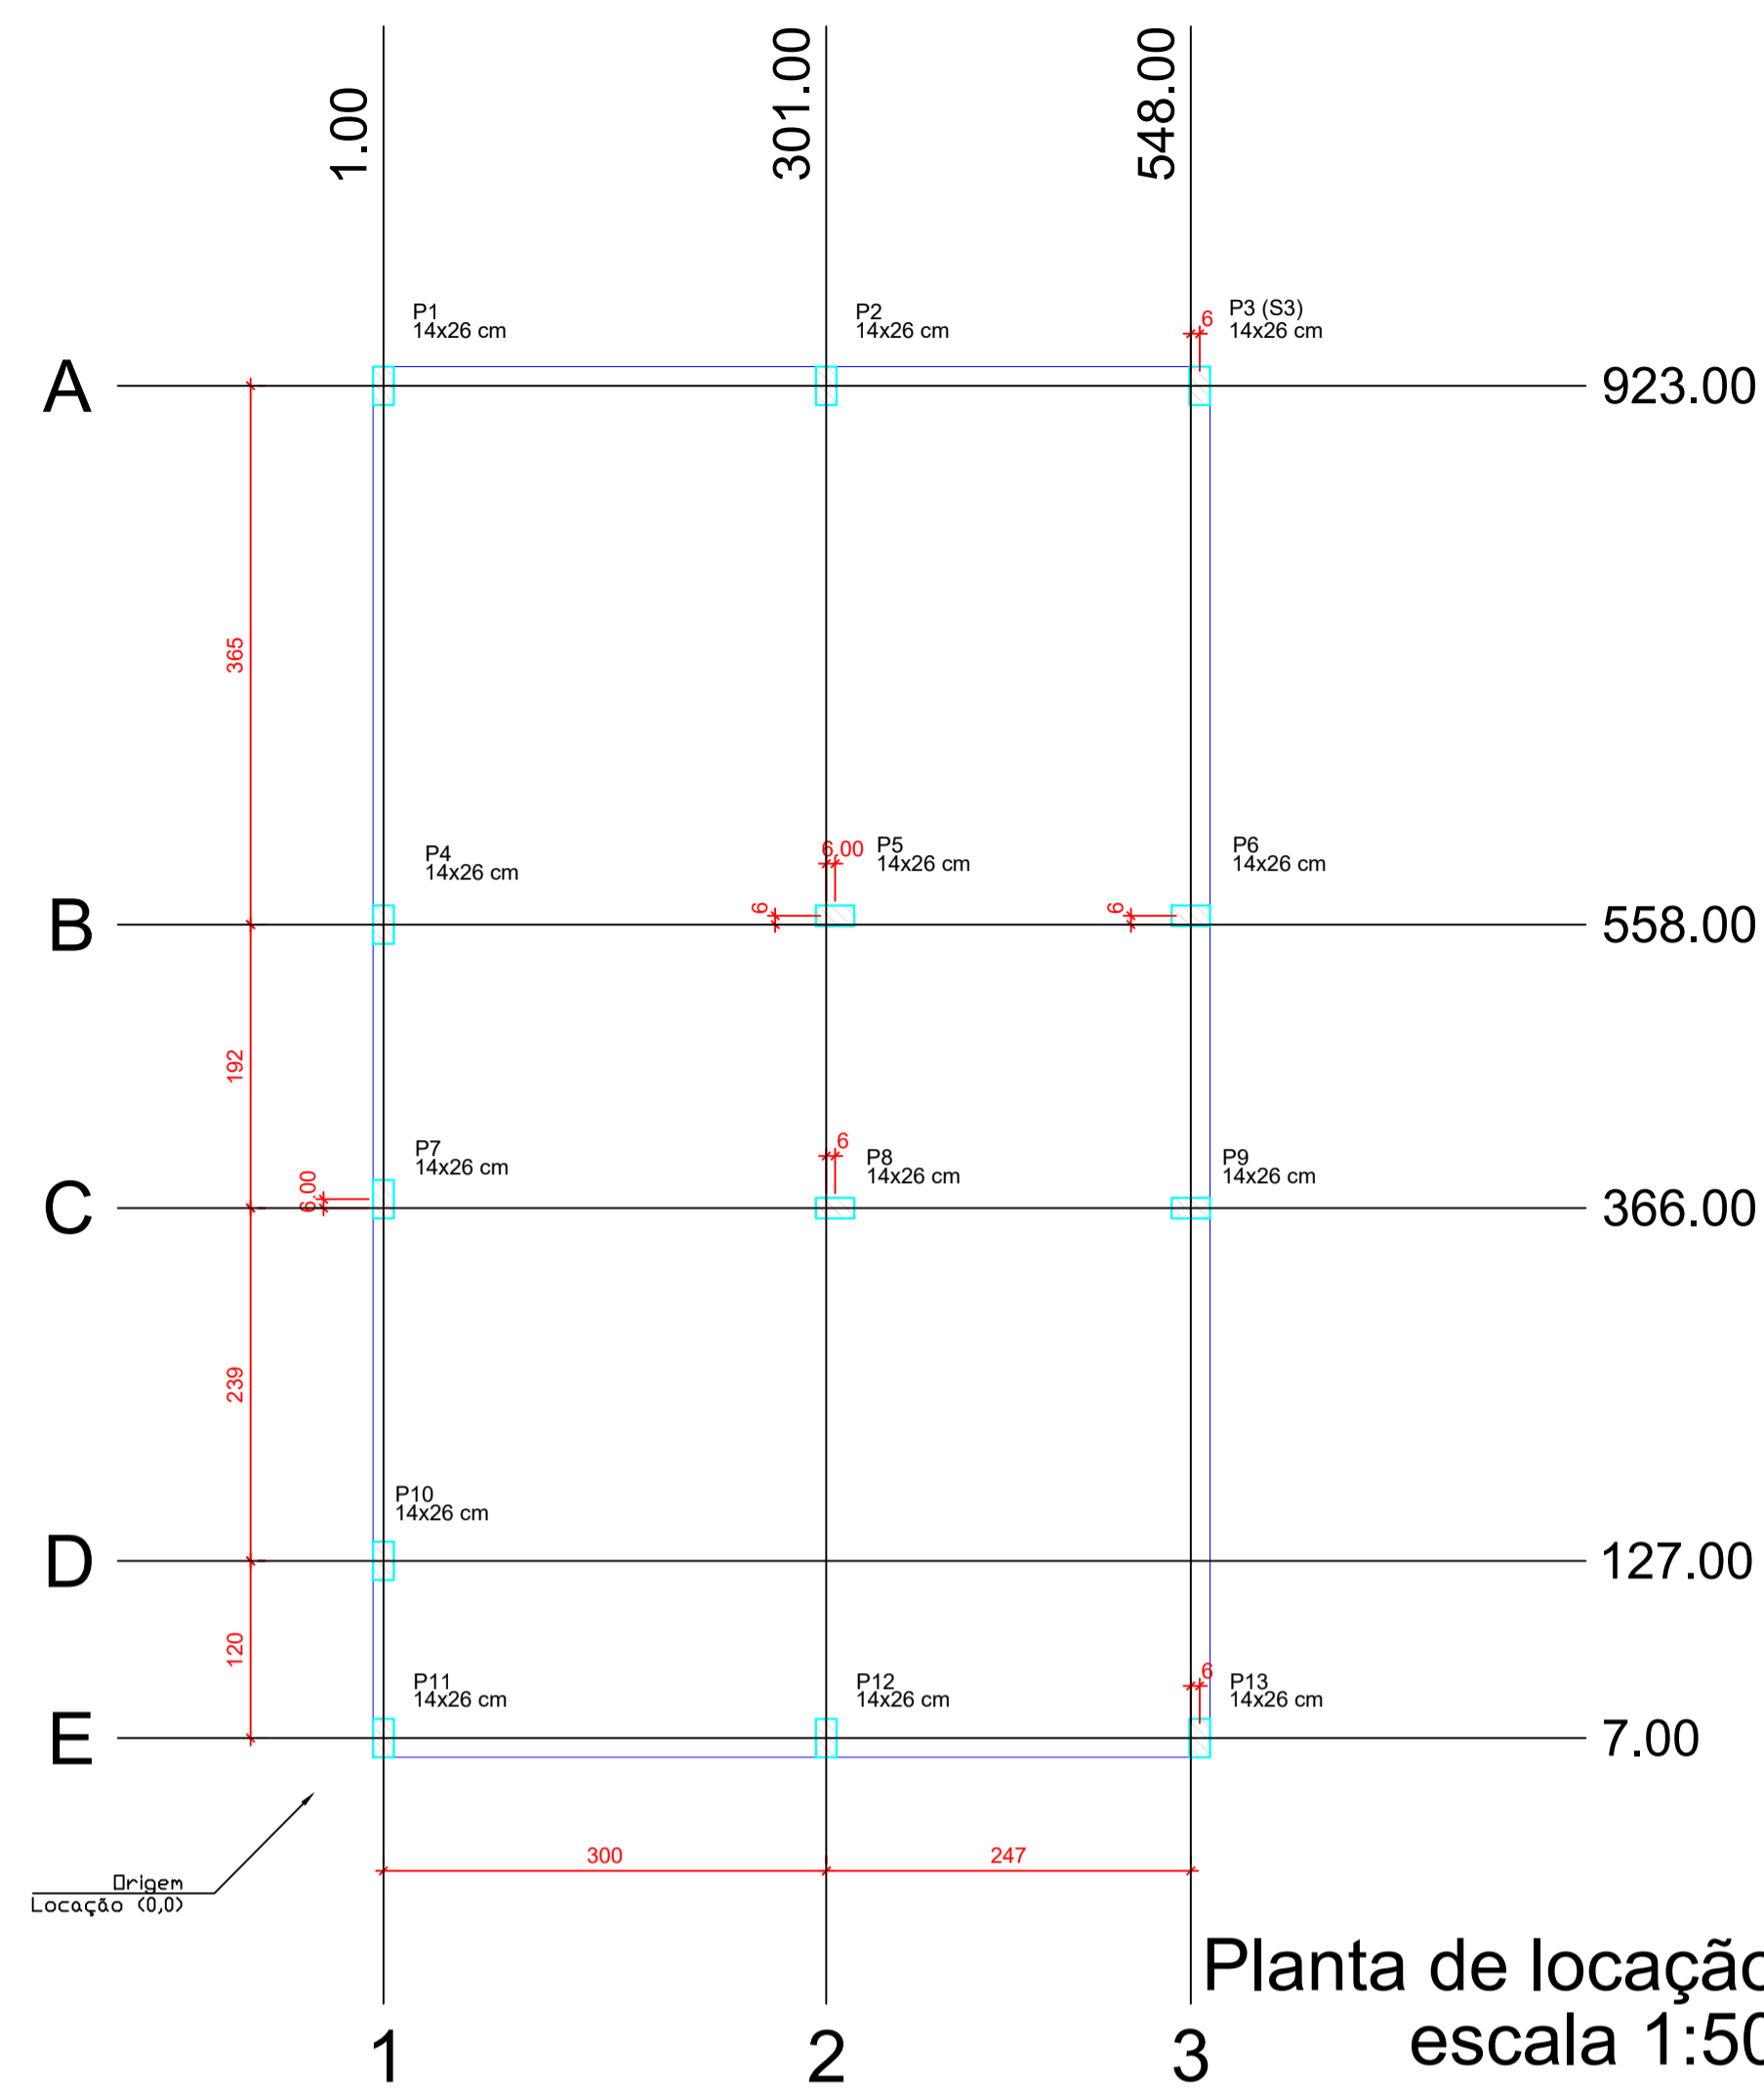 1.00
301.00
548.00
P1
14x26 cm
P2
14x26 cm
6
P3 (S3)
14x26 cm
A
923.00
365
P4
14x26 cm
6.00
P5
14x26 cm
P6
14x26 cm
6
6
B
558.00
192
P7
14x26 cm
6
P8
14x26 cm
P9
14x26 cm
6.00
C
366.00
239
P10
14x26 cm
D
127.00
120
P11
14x26 cm
P12
14x26 cm
6
P13
14x26 cm
E
7.00
300
247
Origem
Locação (0,0)
Planta de locação
escala 1:50
1
2
3